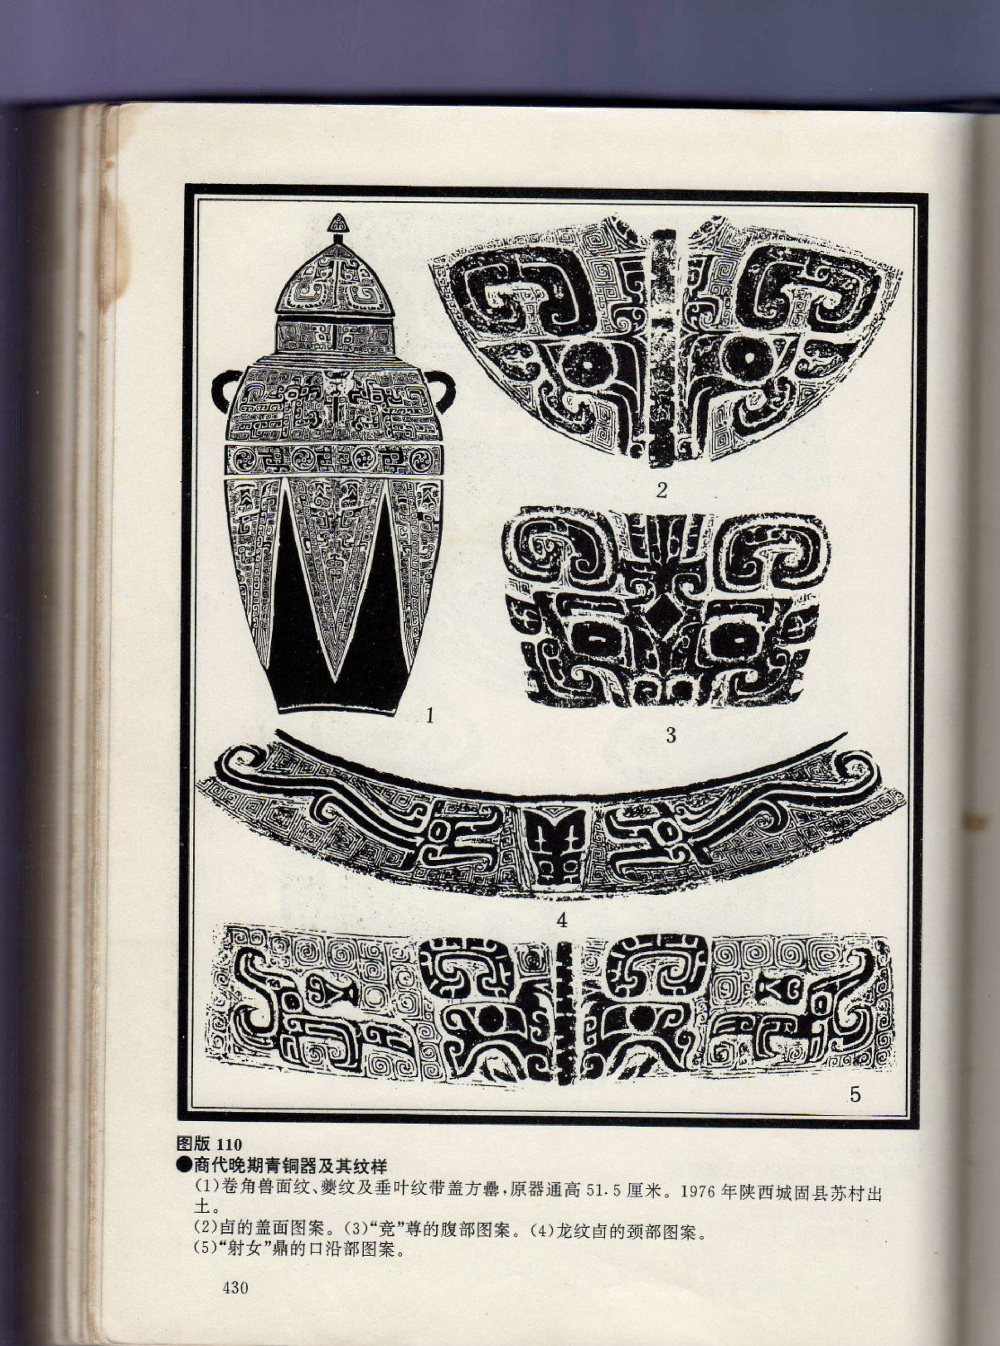 1
2
3
4
5
图版 110
●商代晚期青铜器及其纹样
(1)卷角兽面纹、夔纹及垂叶纹带盖方罍,原器通高 51.5 厘米。1976 年陕西城固县苏村出
土。
(2)卣的盖面图案。(3)“竞”尊的腹部图案。(4)龙纹卣的颈部图案。
(5)“射女”鼎的口沿部图案。
430